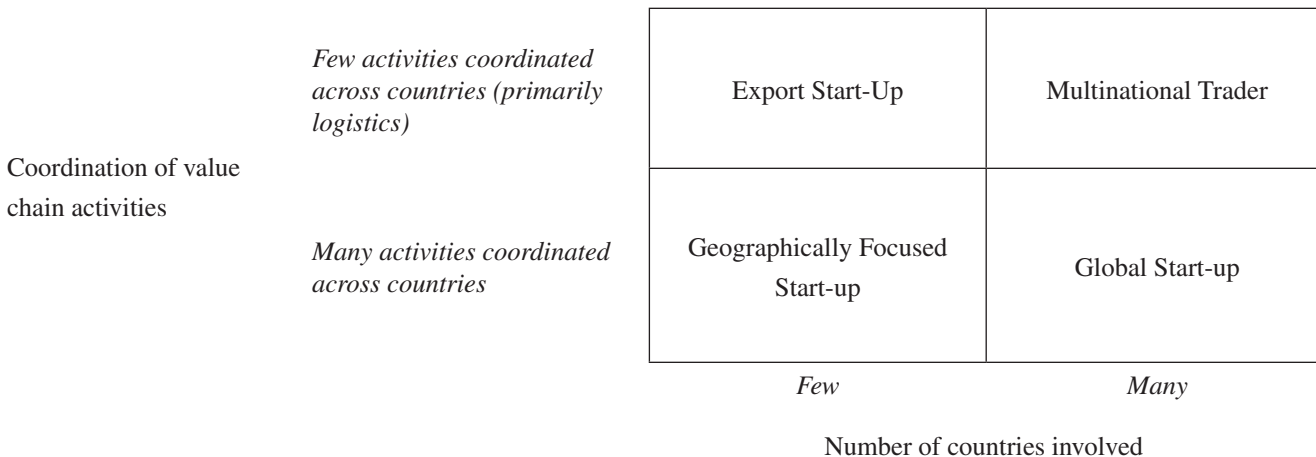 Few activities coordinated
across countries (primarily
logistics)
Export Start-Up
Multinational Trader
Coordination of value
chain activities
Many activities coordinated
across countries
Geographically Focused
Start-up
Global Start-up
Few
Many
Number of countries involved